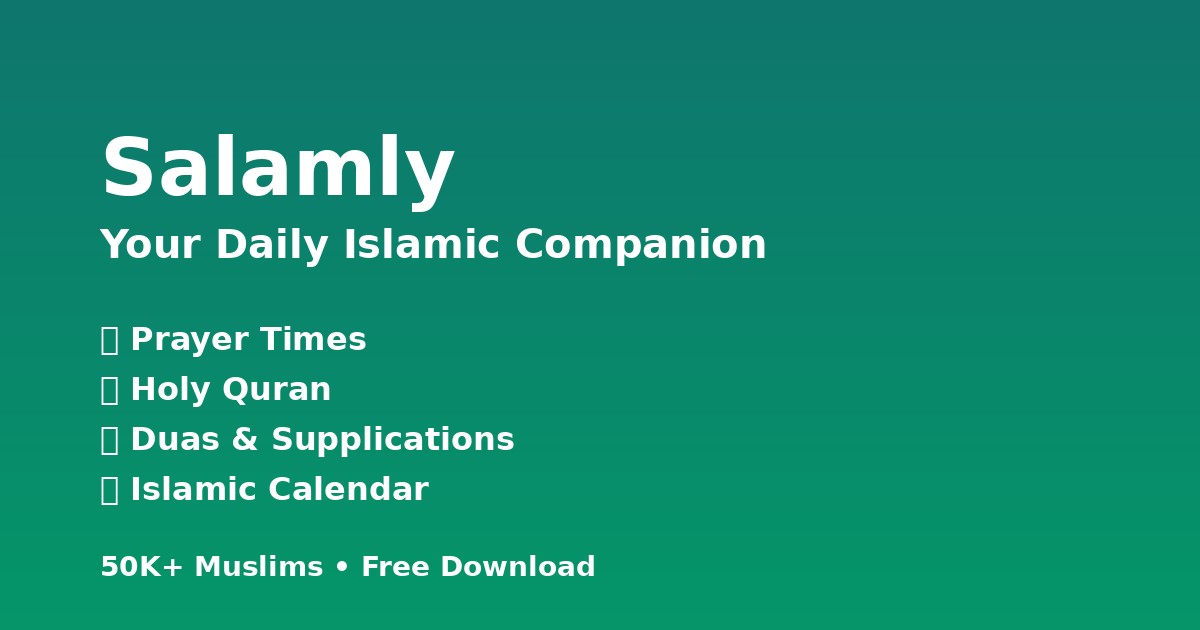 Salamly
Your Daily Islamic Companion
Prayer Times
Holy Quran
Duas & Supplications
Islamic Calendar
50K+ Muslims • Free Download